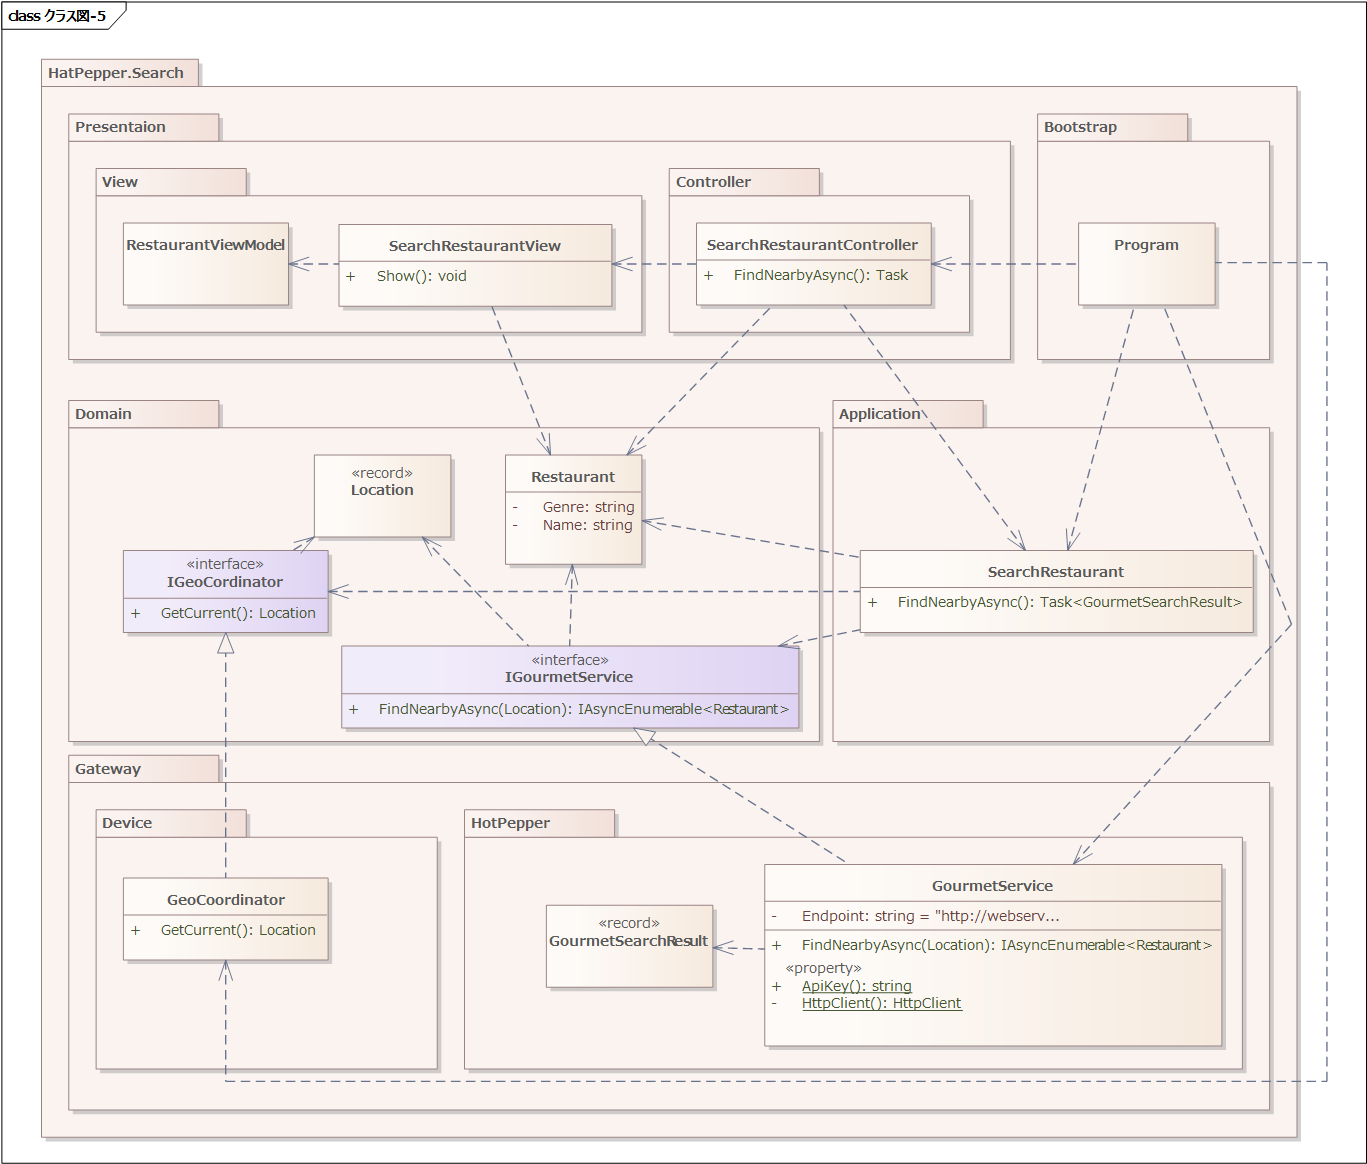 class クラス図-5
HatPepper.Search
Presentaion
Bootstrap
View
Controller
RestaurantViewModel
SearchRestaurantView
+ Show(): void
SearchRestaurantController
+ FindNearbyAsync(): Task
Program
Domain
Application
«record»
Location
Restaurant
- Genre: string
- Name: string
«interface»
IGeoCordinator
+ GetCurrent(): Location
SearchRestaurant
+ FindNearbyAsync(): Task<GourmetSearchResult>
«interface»
IGourmetService
+ FindNearbyAsync(Location): IAsyncEnumerable<Restaurant>
Gateway
Device
HotPepper
GeoCoordinator
+ GetCurrent(): Location
«record»
GourmetSearchResult
GourmetService
- Endpoint: string = "http://webserv...
+ FindNearbyAsync(Location): IAsyncEnumerable<Restaurant>
«property»
+ ApiKey(): string
- HttpClient(): HttpClient